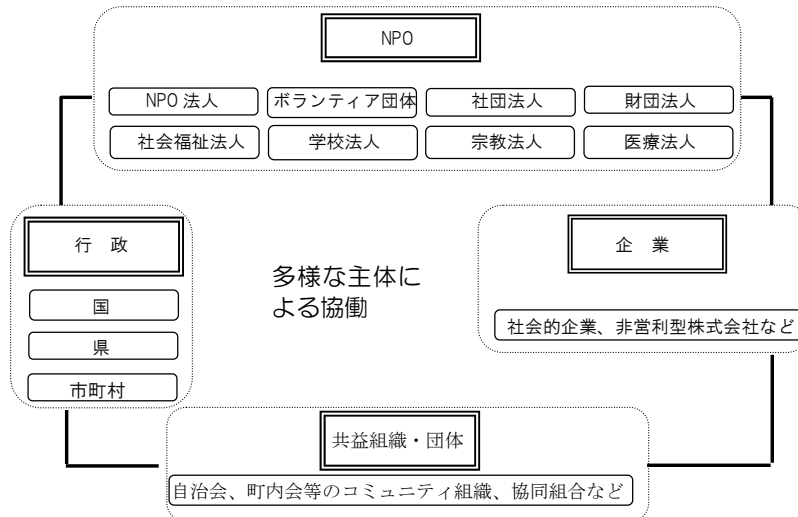 NPO
NPO 法人
ボランティア団体
社団法人
財団法人
社会福祉法人
学校法人
宗教法人
医療法人
行　政
国
県
市町村
多様な主体に
よる協働
企　業
社会的企業、非営利型株式会社など
共益組織・団体
自治会、町内会等のコミュニティ組織、協同組合など